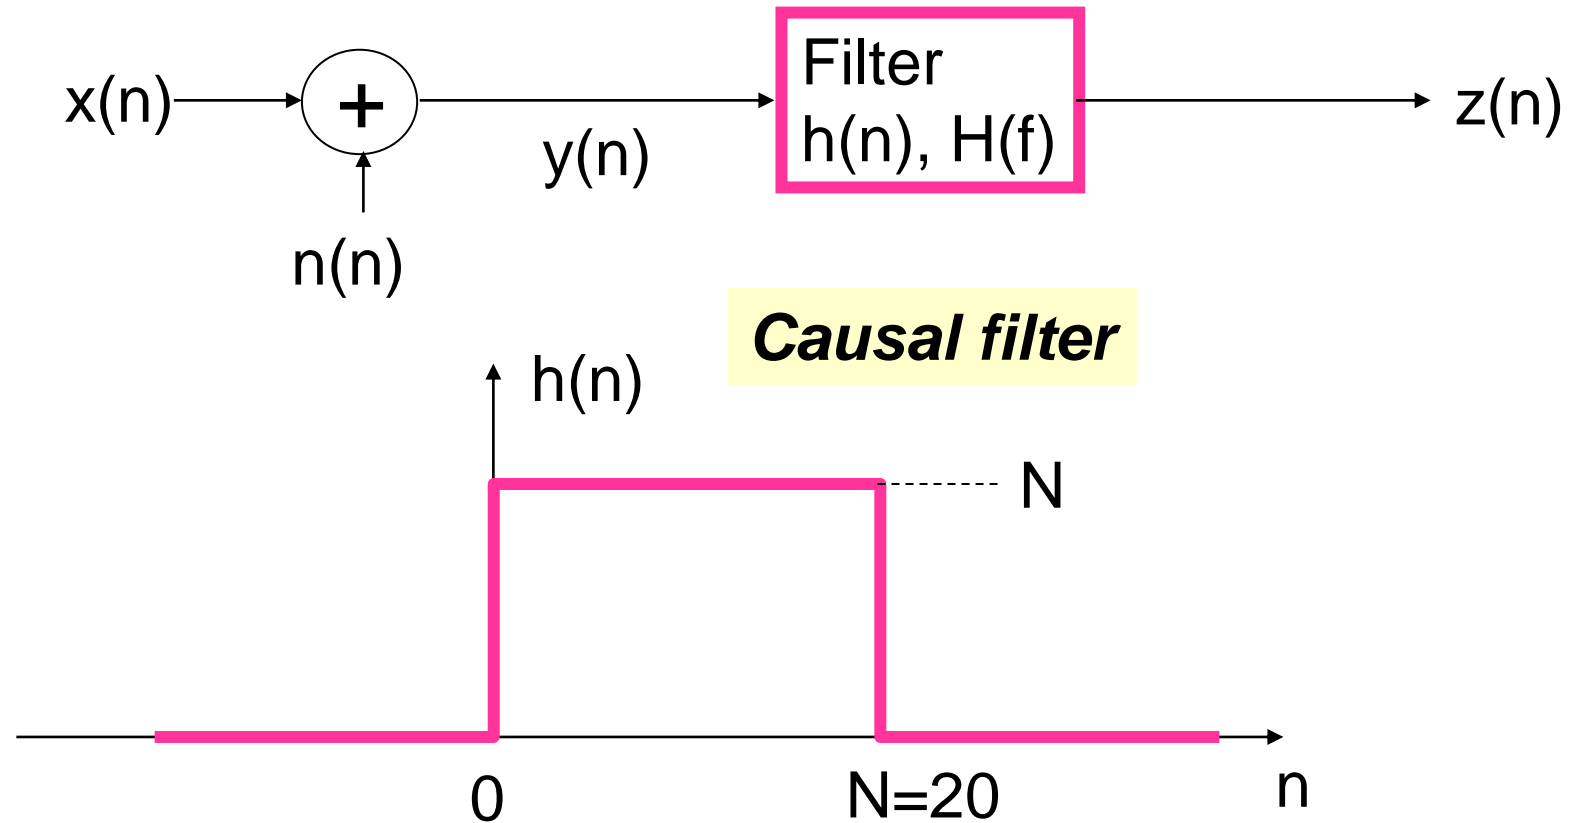 x(n)
+
y(n)
Filter
h(n), H(f)
z(n)
n(n)
Causal filter
h(n)
N
0
N=20
n